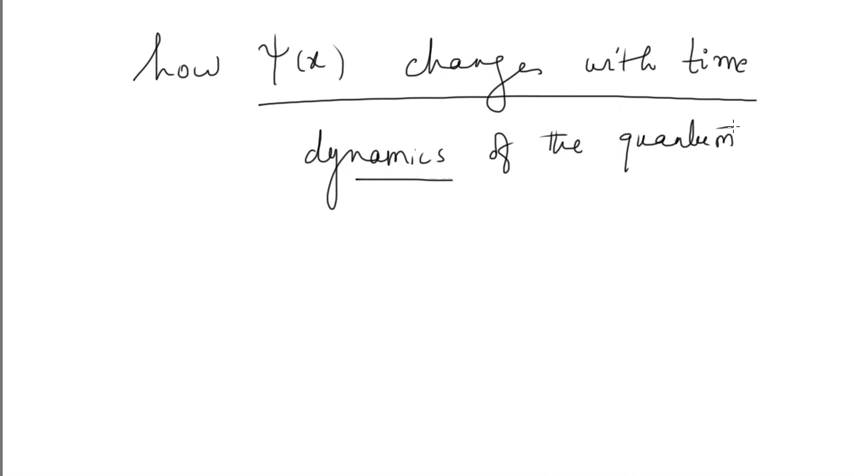 how ψ(x) changes with time
dynamics of the quantum